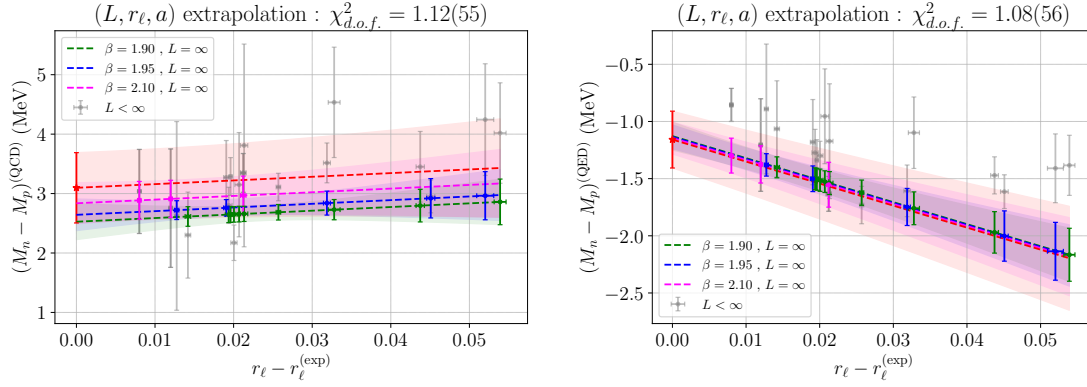 (L, r_ℓ, a) extrapolation : χ²_{d.o.f.} = 1.12(55)
(M_n − M_p)^{(QCD)} (MeV)
5
4
3
2
1
β = 1.90 , L = ∞
β = 1.95 , L = ∞
β = 2.10 , L = ∞
L < ∞
0.00 0.01 0.02 0.03 0.04 0.05
r_ℓ − r_ℓ^{(exp)}
(L, r_ℓ, a) extrapolation : χ²_{d.o.f.} = 1.08(56)
(M_n − M_p)^{(QED)} (MeV)
−0.5
−1.0
−1.5
−2.0
−2.5
β = 1.90 , L = ∞
β = 1.95 , L = ∞
β = 2.10 , L = ∞
L < ∞
0.00 0.01 0.02 0.03 0.04 0.05
r_ℓ − r_ℓ^{(exp)}